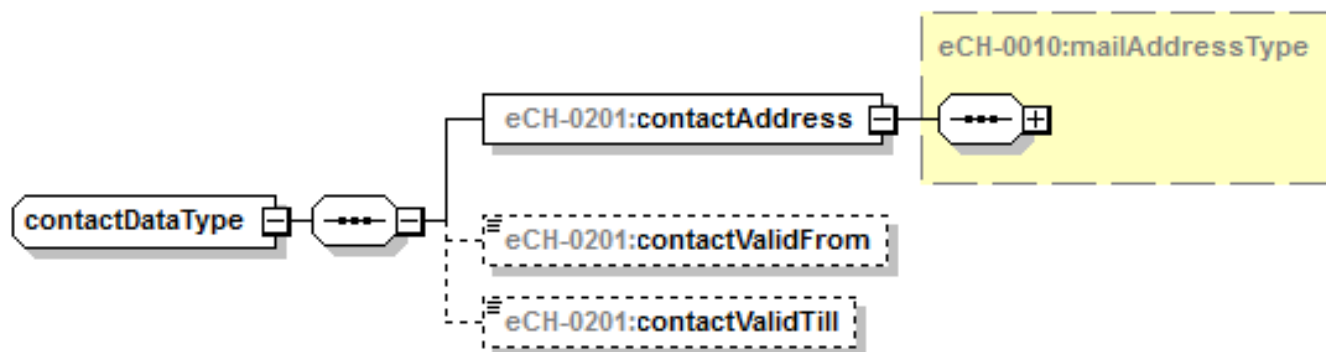 eCH-0010:mailAddressType
eCH-0201:contactAddress
contactDataType
eCH-0201:contactValidFrom
eCH-0201:contactValidTill